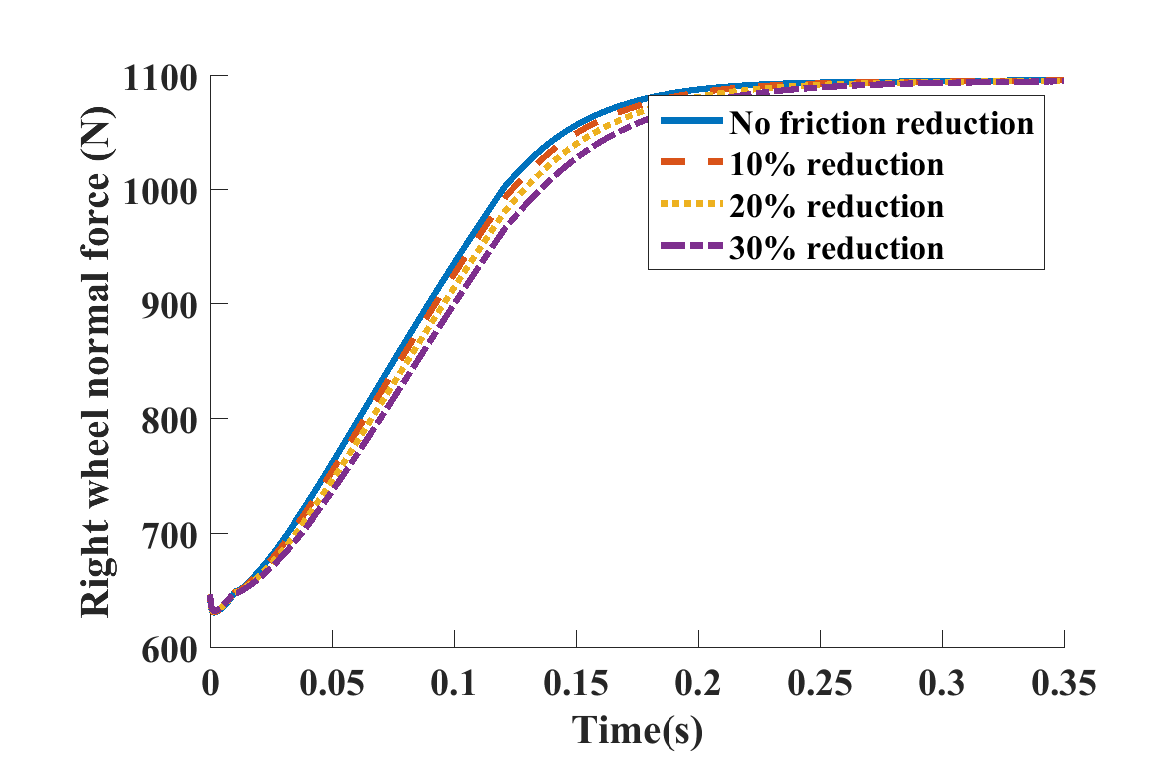 1100
1000
900
800
700
600
Right wheel normal force (N)
No friction reduction
10% reduction
20% reduction
30% reduction
0 0.05 0.1 0.15 0.2 0.25 0.3 0.35
Time(s)